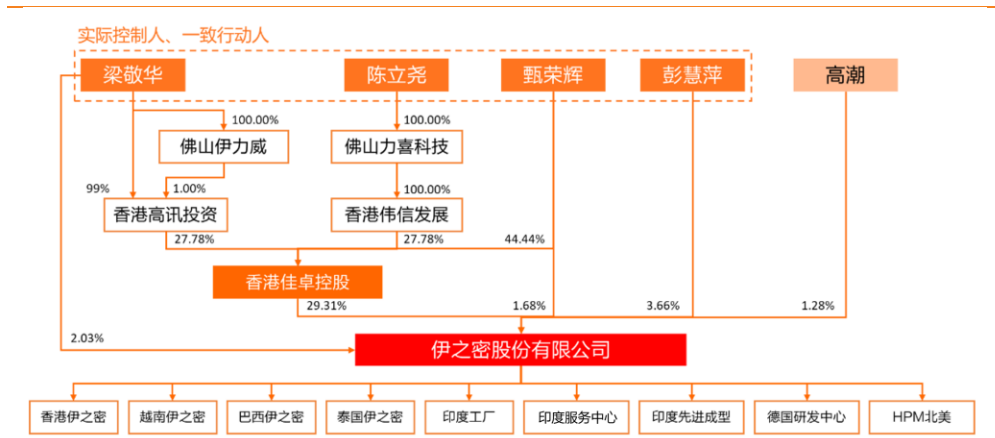 实际控制人、一致行动人
梁敬华
陈立尧
甄荣辉
彭慧萍
高潮
100.00%
100.00%
佛山伊力威
佛山力喜科技
99%
1.00%
100.00%
香港高讯投资
香港伟信发展
27.78%
27.78%
44.44%
香港佳卓控股
29.31%
1.68%
3.66%
1.28%
2.03%
伊之密股份有限公司
香港伊之密
越南伊之密
巴西伊之密
泰国伊之密
印度工厂
印度服务中心
印度先进成型
德国研发中心
HPM北美